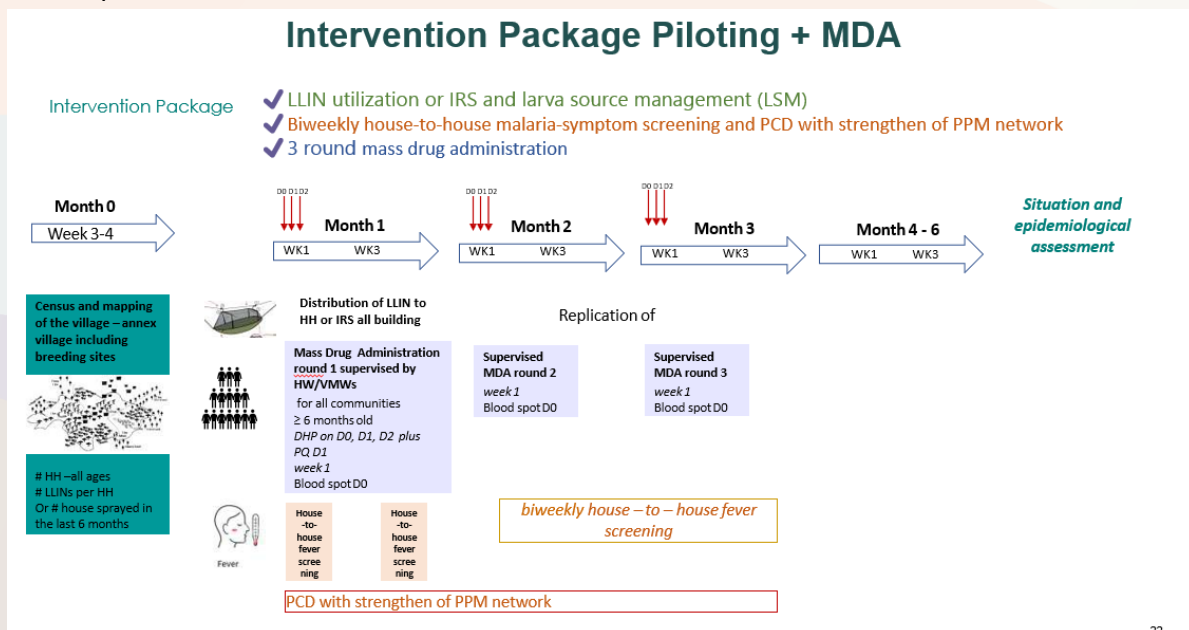 Intervention Package Piloting + MDA
Intervention Package
LLIN utilization or IRS and larva source management (LSM)
Biweekly house-to-house malaria-symptom screening and PCD with strengthen of PPM network
3 round mass drug administration
Month 0
Week 3-4
D0 D1 D2
Month 1
WK1 WK3
D0 D1 D2
Month 2
WK1 WK3
D0 D1 D2
Month 3
WK1 WK3
Month 4 - 6
WK1 WK3
Situation and
epidemiological
assessment
Census and mapping
of the village – annex
village including
breeding sites
# HH –all ages
# LLINs per HH
Or # house sprayed in
the last 6 months
Distribution of LLIN to
HH or IRS all building
Replication of
Mass Drug Administration
round 1 supervised by
HW/VMWs
for all communities
≥ 6 months old
DHP on D0, D1, D2 plus
PQ D1
week 1
Blood spot D0
Supervised
MDA round 2
week 1
Blood spot D0
Supervised
MDA round 3
week 1
Blood spot D0
Fever
House
-to-
house
fever
scree
ning
House
-to-
house
fever
scree
ning
biweekly house – to – house fever
screening
PCD with strengthen of PPM network